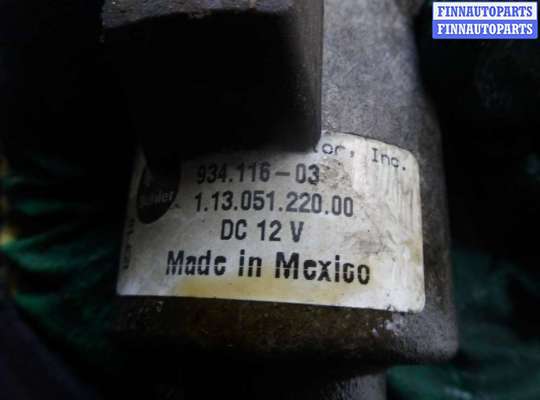 FINNAUTOPARTS
FINNAUTOPARTS
Inc.
934.116-03
1.13.051.220.00
DC 12 V
Made in Mexico